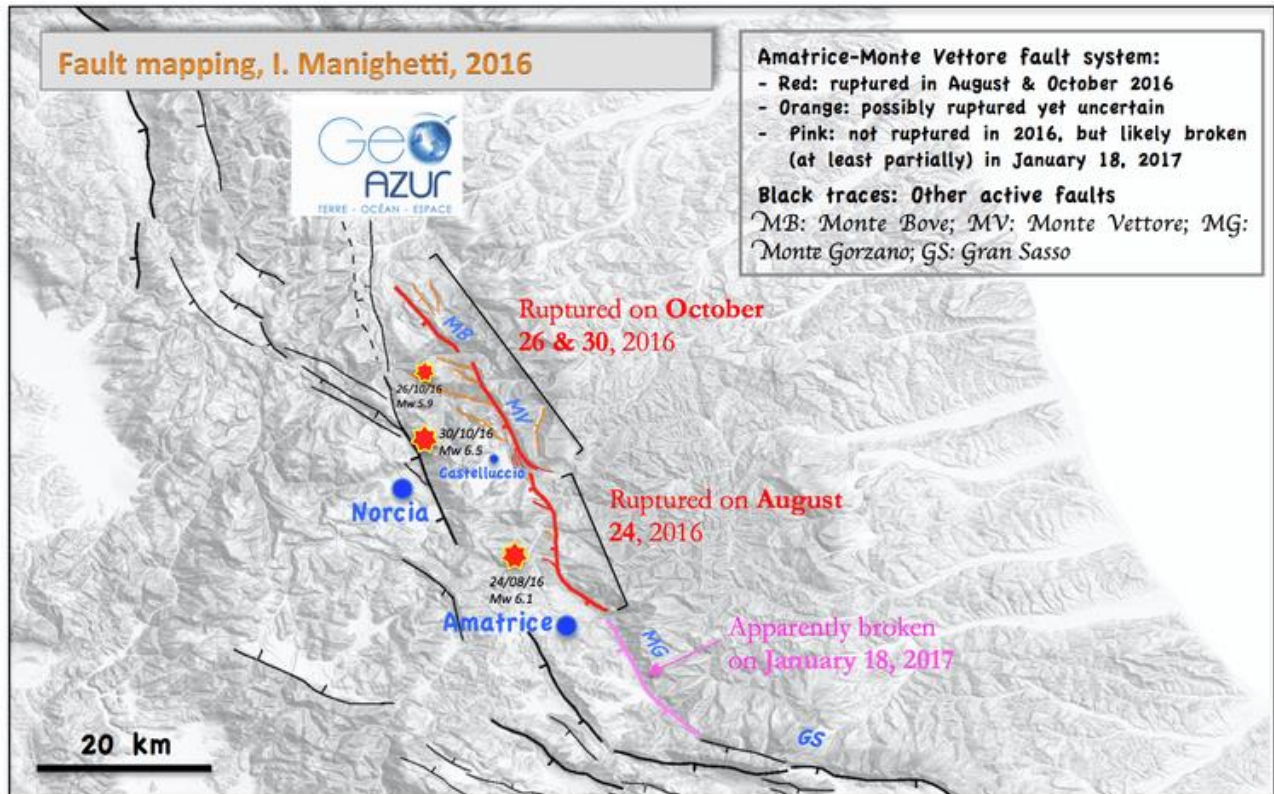 Fault mapping, I. Manighetti, 2016
Geo
AZUR
TERRE - OCÉAN - ESPACE
Amatrice-Monte Vettore fault system:
- Red: ruptured in August & October 2016
- Orange: possibly ruptured yet uncertain
- Pink: not ruptured in 2016, but likely broken
(at least partially) in January 18, 2017
Black traces: Other active faults
MB: Monte Bove; MV: Monte Vettore; MG:
Monte Gorzano; GS: Gran Sasso
MB
Ruptured on October
26 & 30, 2016
26/10/16
Mw 5.9
MV
30/10/16
Mw 6.5
Castelluccio
Norcia
Ruptured on August
24, 2016
24/08/16
Mw 6.1
Amatrice
MG
Apparently broken
on January 18, 2017
GS
20 km